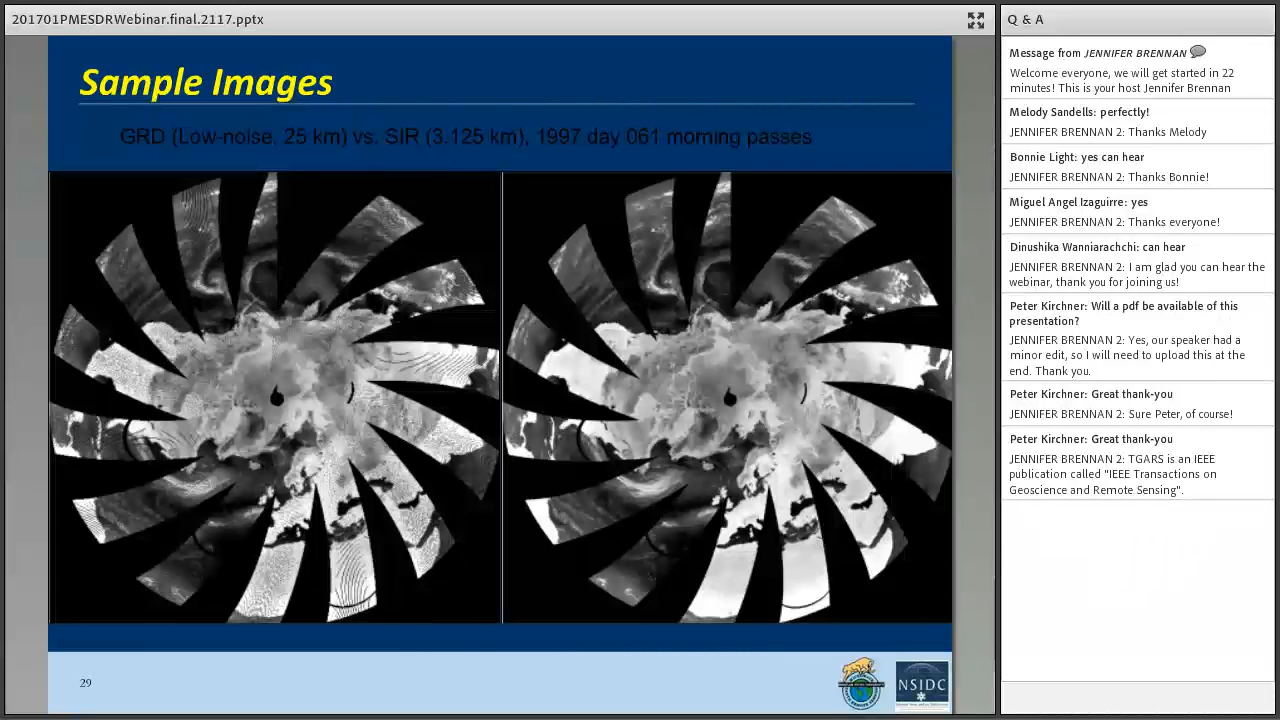 201701PMESDRWebinar.final.2117.pptx
Sample Images
GRD (Low-noise, 25 km) vs. SIR (3.125 km), 1997 day 061 morning passes
29
NSIDC
Q & A
Message from JENNIFER BRENNAN
Welcome everyone, we will get started in 22
minutes! This is your host Jennifer Brennan
Melody Sandells: perfectly!
JENNIFER BRENNAN 2: Thanks Melody
Bonnie Light: yes can hear
JENNIFER BRENNAN 2: Thanks Bonnie!
Miguel Angel Izaguirre: yes
JENNIFER BRENNAN 2: Thanks everyone!
Dinushika Wanniarachchi: can hear
JENNIFER BRENNAN 2: I am glad you can hear the
webinar, thank you for joining us!
Peter Kirchner: Will a pdf be available of this
presentation?
JENNIFER BRENNAN 2: Yes, our speaker had a
minor edit, so I will need to upload this at the
end. Thank you.
Peter Kirchner: Great thank-you
JENNIFER BRENNAN 2: Sure Peter, of course!
Peter Kirchner: Great thank-you
JENNIFER BRENNAN 2: TGARS is an IEEE
publication called "IEEE Transactions on
Geoscience and Remote Sensing".